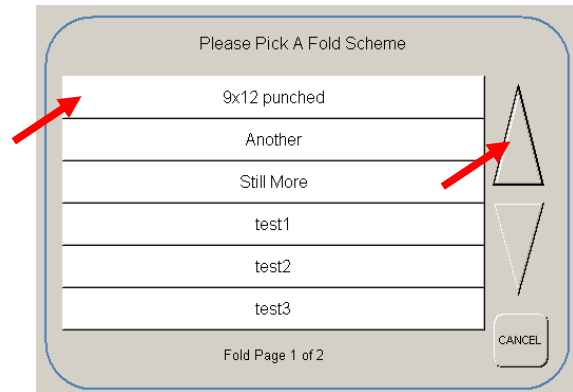 Please Pick A Fold Scheme
9x12 punched
Another
Still More
test1
test2
test3
CANCEL
Fold Page 1 of 2